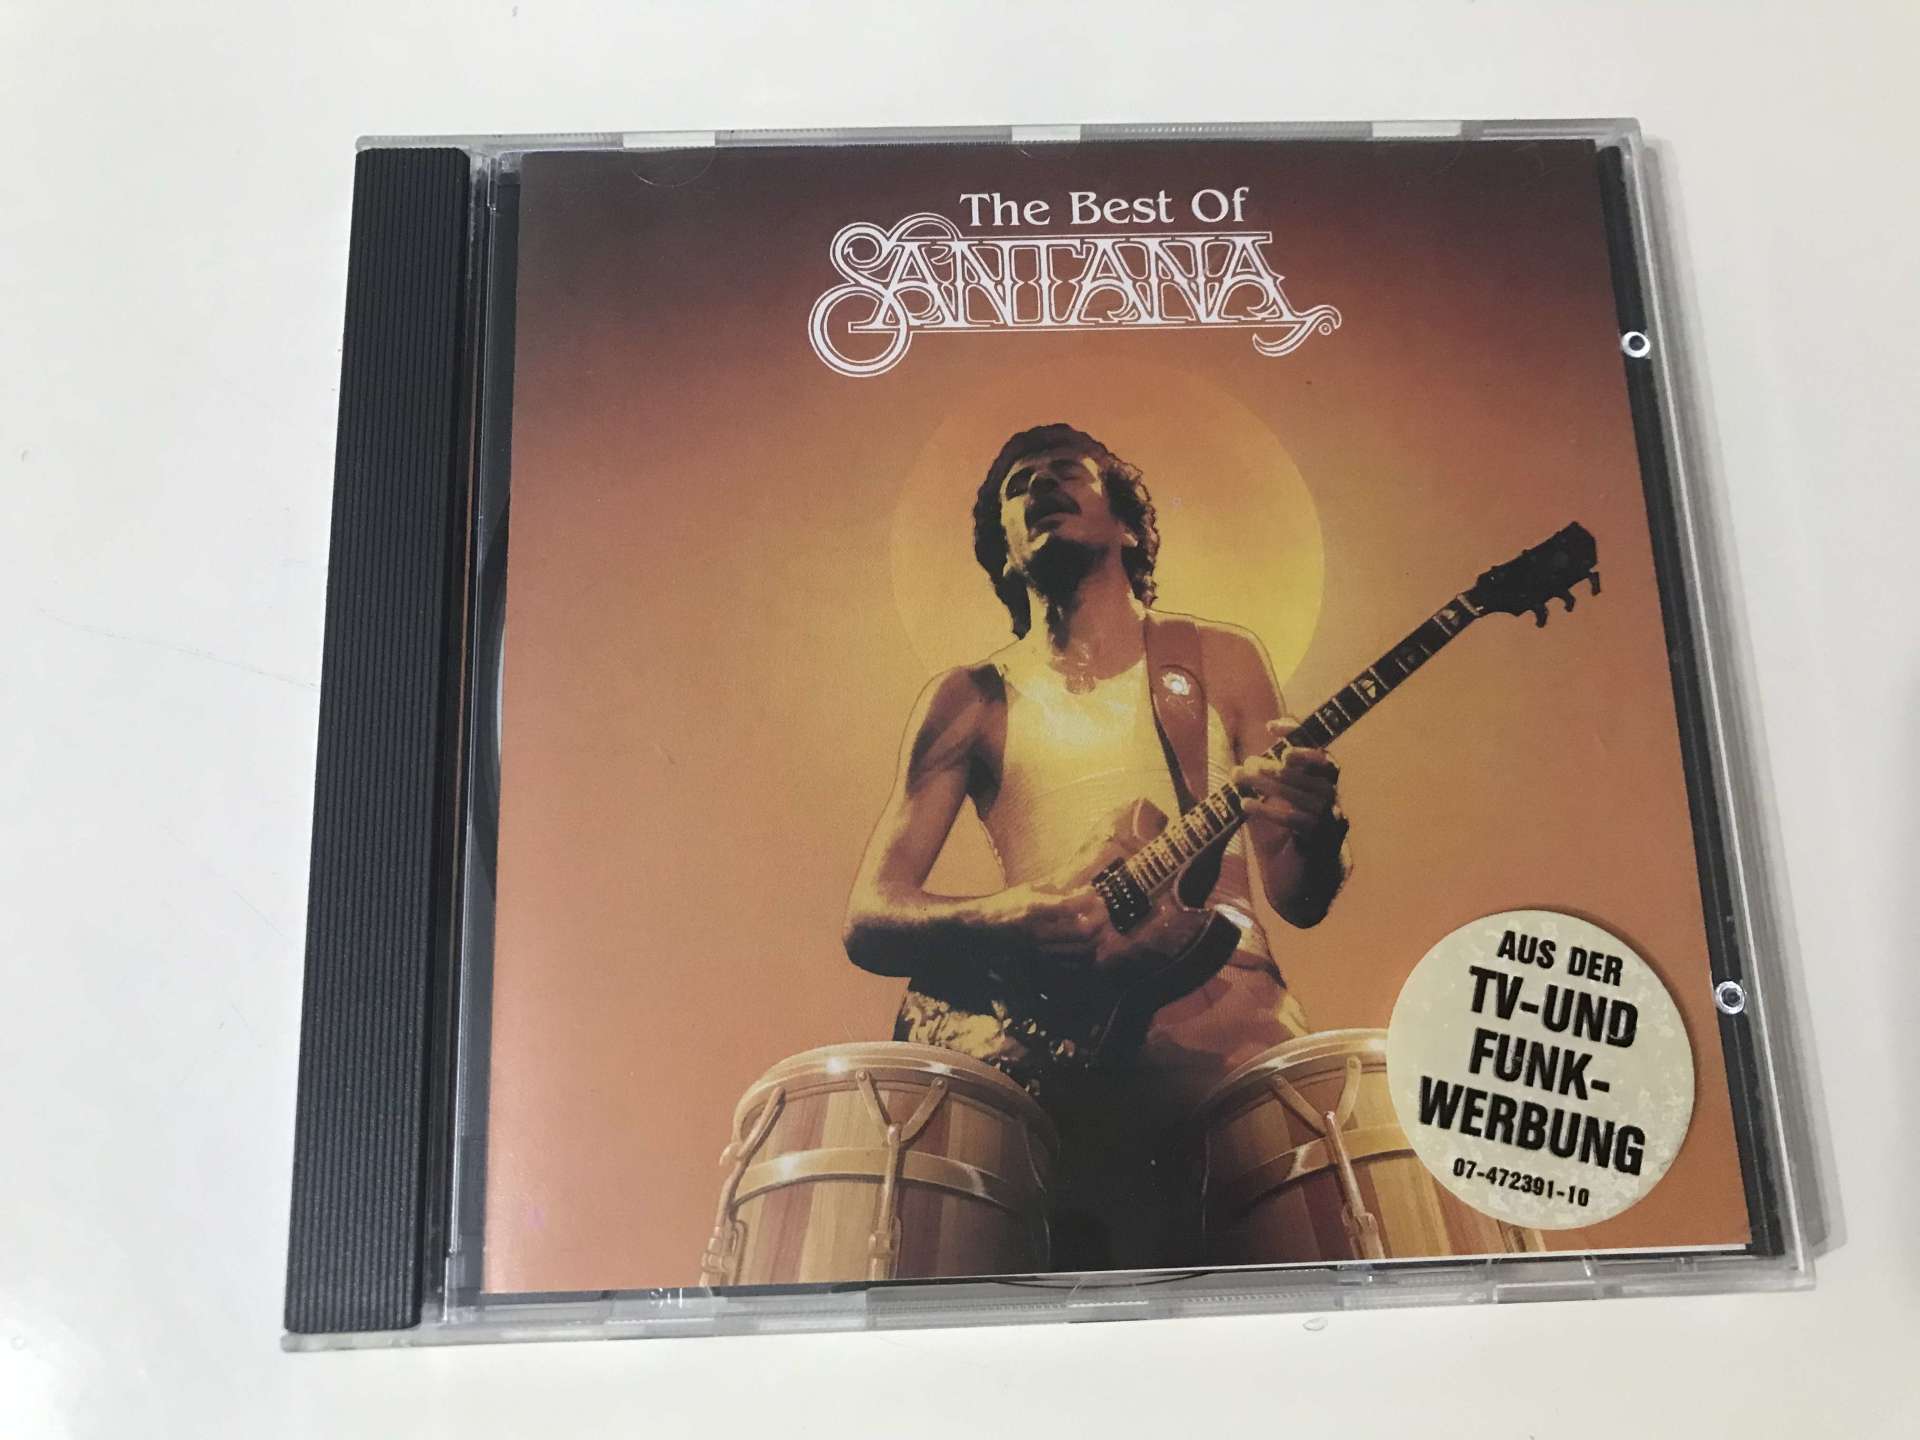 The Best Of
SANTANA
AUS DER
TV-UND
FUNK-
WERBUNG
07-472391-10